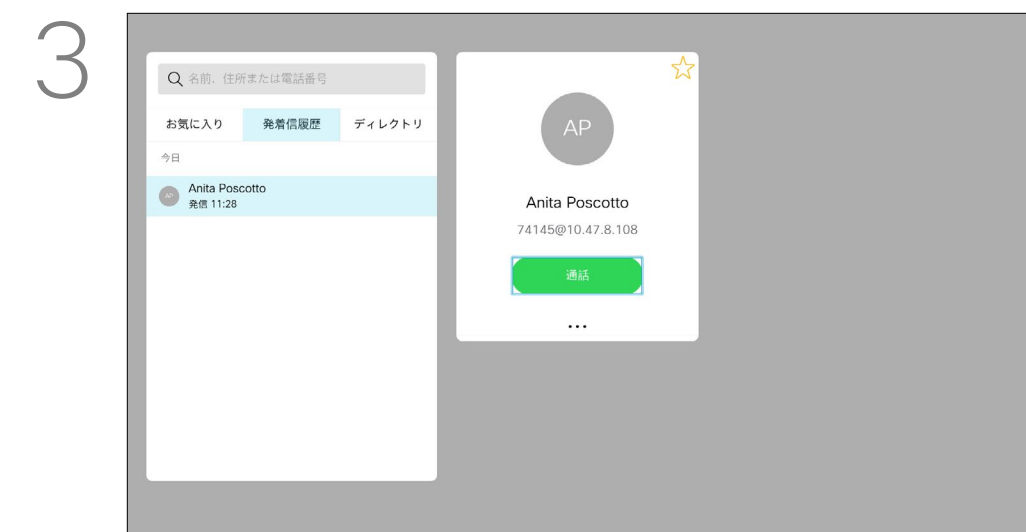 3
名前、住所または電話番号
お気に入り 発着信履歴 ディレクトリ
今日
AP Anita Poscotto
発信 11:28
AP
Anita Poscotto
74145@10.47.8.108
通話
...